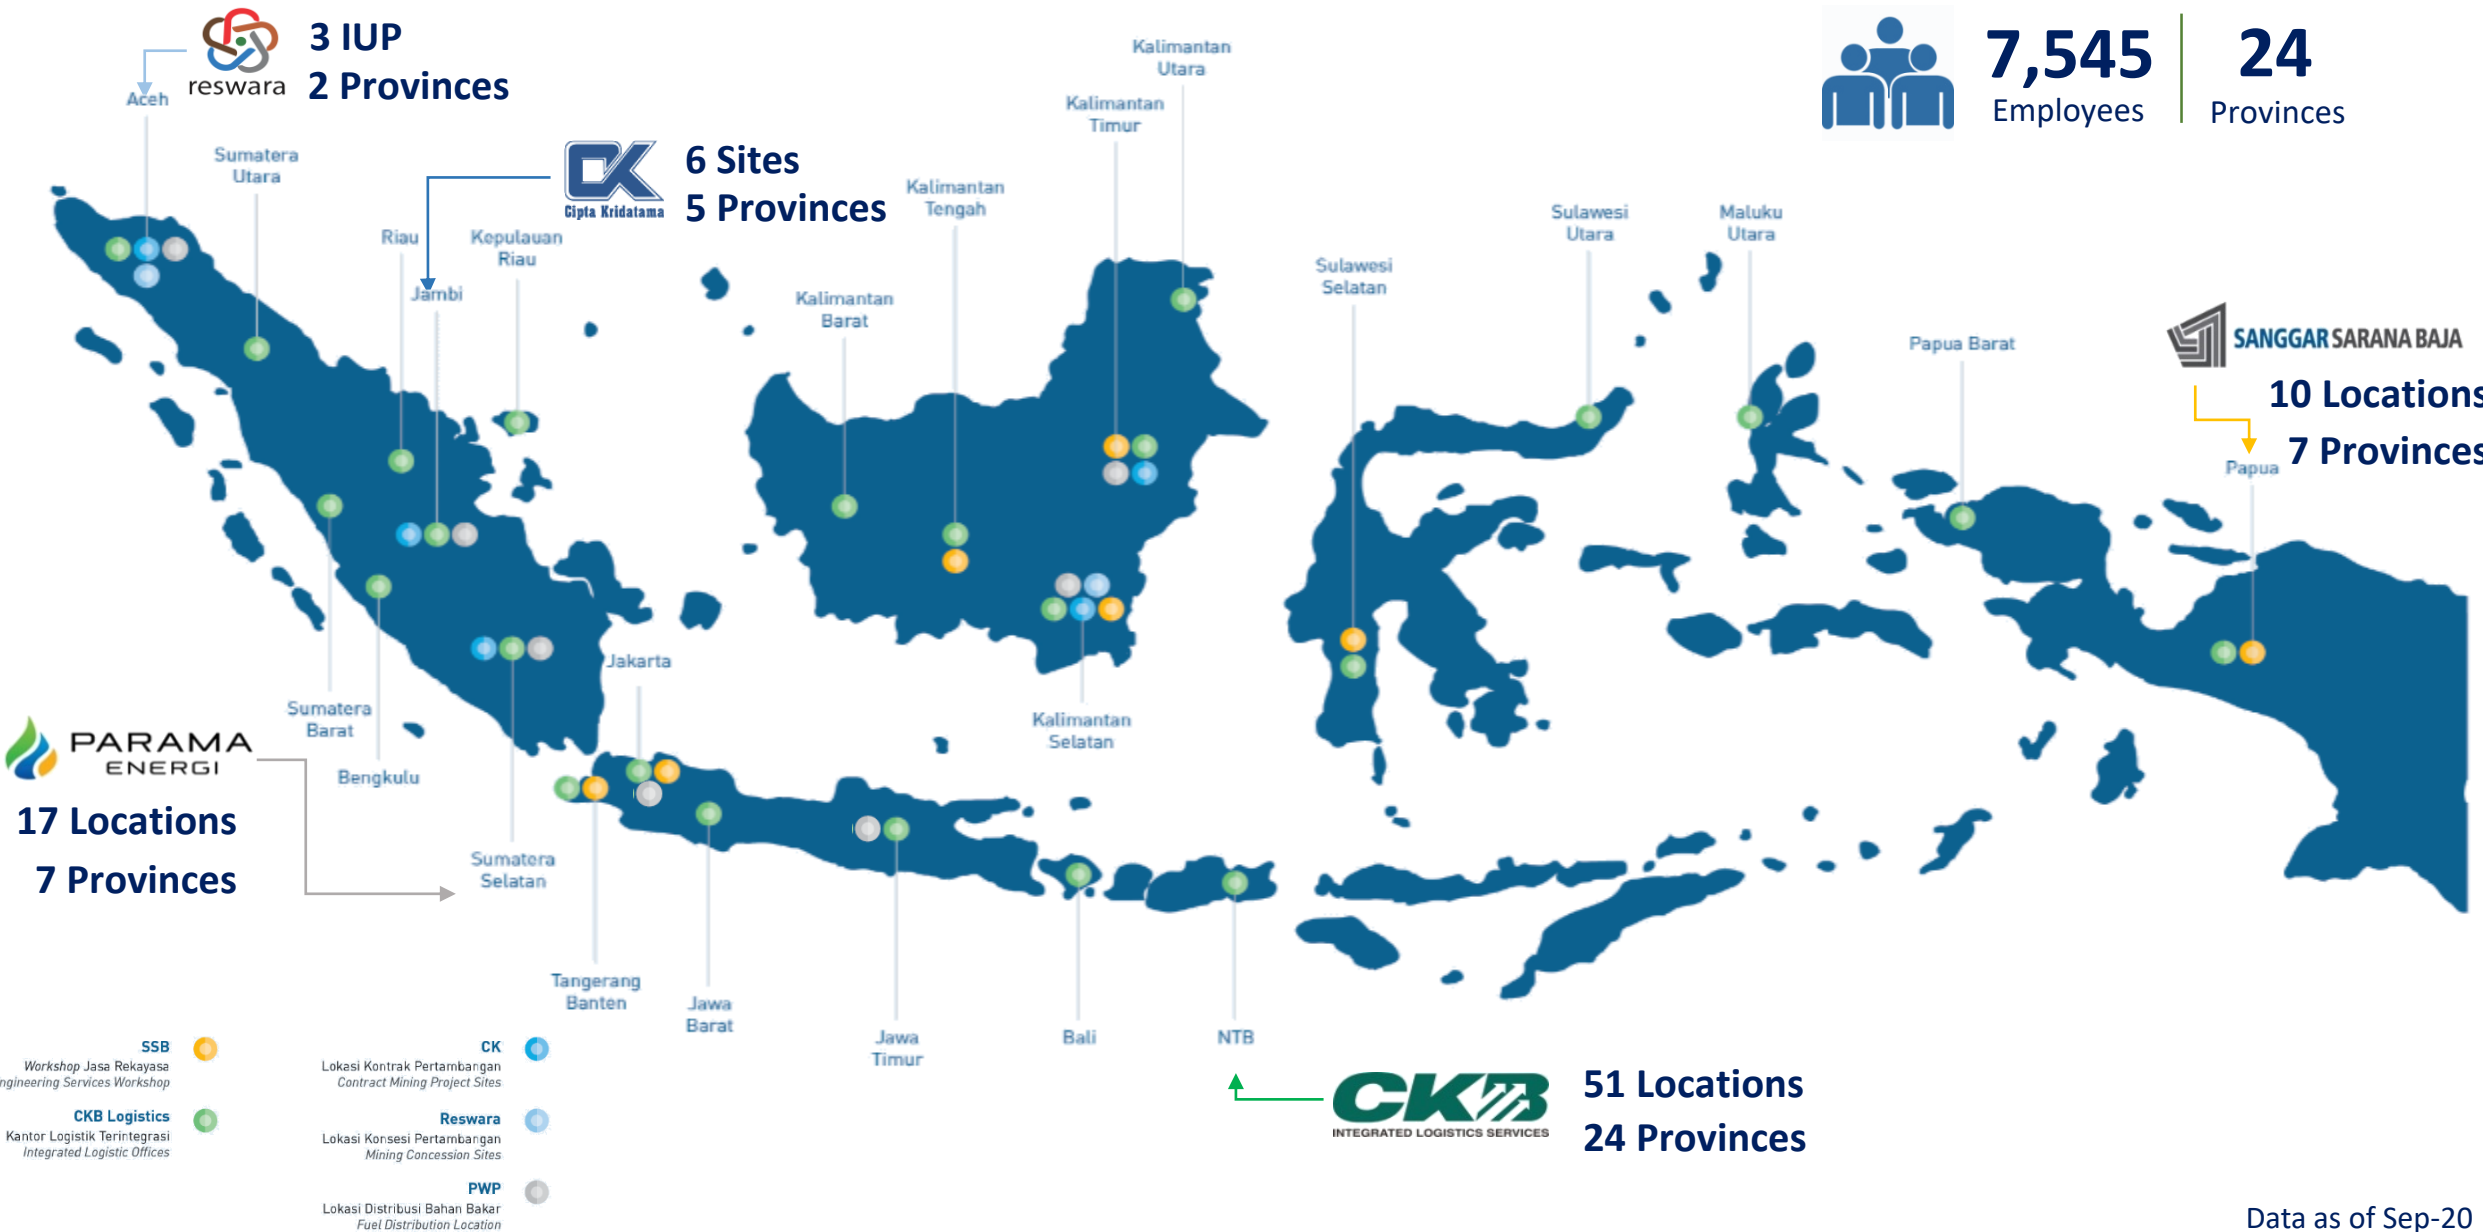 reswara
3 IUP
2 Provinces
Cipta Kridatama
6 Sites
5 Provinces
7,545
Employees
24
Provinces
SANGGAR SARANA BAJA
10 Locations
7 Provinces
PARAMA
ENERGI
17 Locations
7 Provinces
CKB
INTEGRATED LOGISTICS SERVICES
51 Locations
24 Provinces
Aceh
Sumatera
Utara
Riau
Kepulauan
Riau
Jambi
Kalimantan
Barat
Kalimantan
Tengah
Kalimantan
Timur
Kalimantan
Utara
Sulawesi
Selatan
Sulawesi
Utara
Maluku
Utara
Papua Barat
Papua
Sumatera
Barat
Bengkulu
Sumatera
Selatan
Jakarta
Kalimantan
Selatan
Tangerang
Banten
Jawa
Barat
Jawa
Timur
Bali
NTB
SSB
Workshop Jasa Rekayasa
ngineering Services Workshop
CKB Logistics
Kantor Logistik Terintegrasi
Integrated Logistic Offices
CK
Lokasi Kontrak Pertambangan
Contract Mining Project Sites
Reswara
Lokasi Konsesi Pertambangan
Mining Concession Sites
PWP
Lokasi Distribusi Bahan Bakar
Fuel Distribution Location
Data as of Sep-20